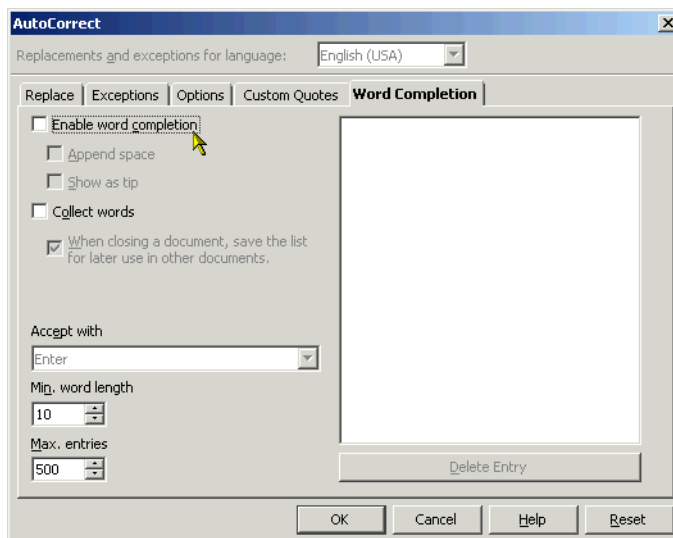 AutoCorrect
Replacements and exceptions for language: English (USA)
Replace Exceptions Options Custom Quotes Word Completion
Enable word completion
Append space
Show as tip
Collect words
When closing a document, save the list
for later use in other documents.
Accept with
Enter
Min. word length
10
Max. entries
500
Delete Entry
OK Cancel Help Reset